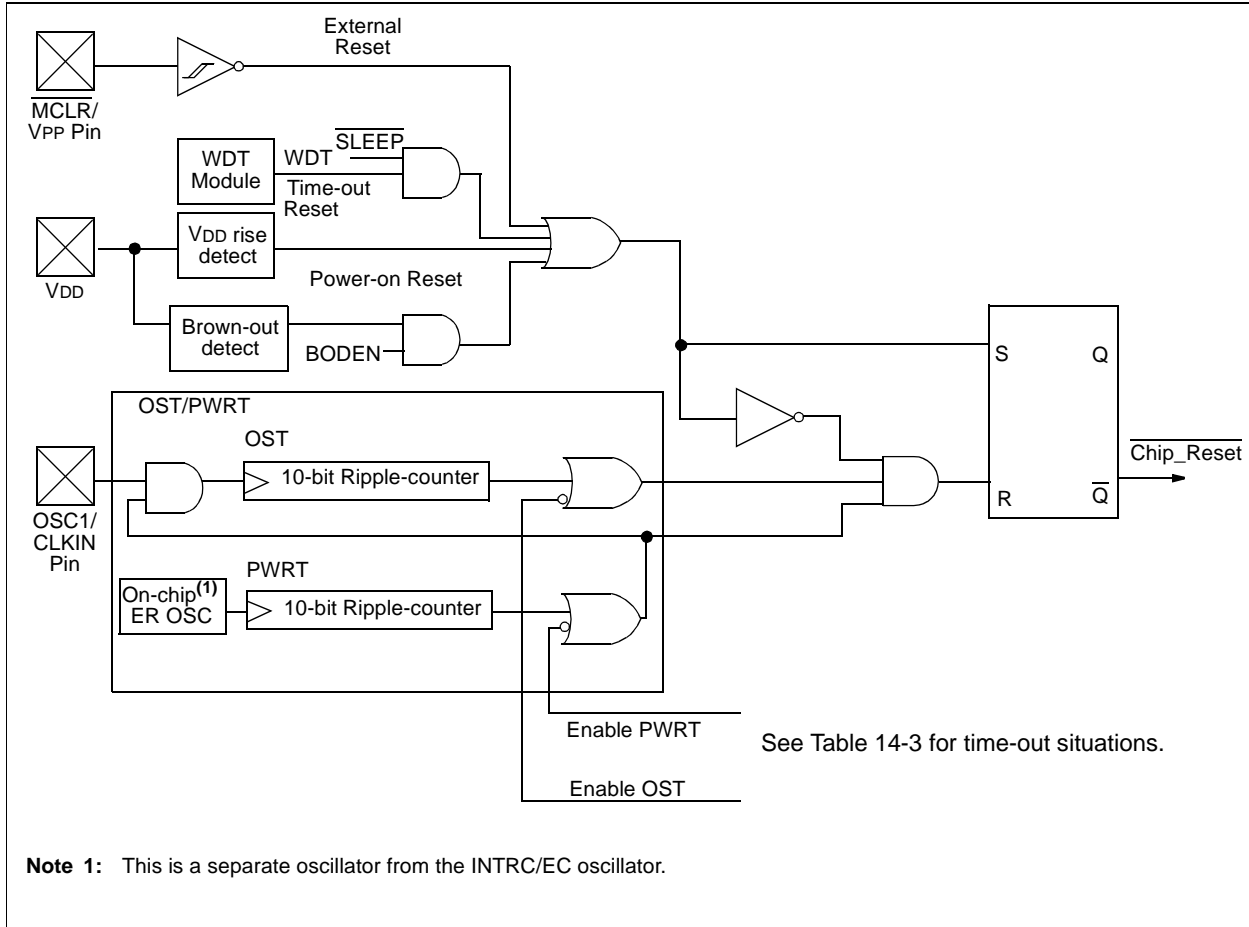 External
Reset
MCLR/
VPP Pin
SLEEP
WDT
Module
WDT
Time-out
Reset
VDD rise
detect
VDD
Power-on Reset
Brown-out
detect
BODEN
S
Q
OST/PWRT
OST
10-bit Ripple-counter
Chip_Reset
R
Q
OSC1/
CLKIN
Pin
PWRT
On-chip(1)
ER OSC
10-bit Ripple-counter
Enable PWRT
See Table 14-3 for time-out situations.
Enable OST
Note 1: This is a separate oscillator from the INTRC/EC oscillator.